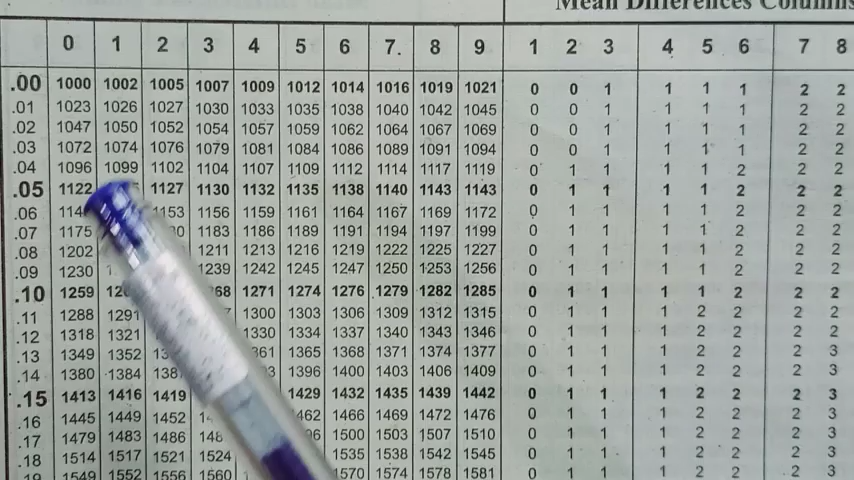 Mean Differences Columns
0 1 2 3 4 5 6 7. 8 9 1 2 3 4 5 6 7 8
.00 1000 1002 1005 1007 1009 1012 1014 1016 1019 1021 0 0 1 1 1 1 2 2
.01 1023 1026 1027 1030 1033 1035 1038 1040 1042 1045 0 0 1 1 1 1 2 2
.02 1047 1050 1052 1054 1057 1059 1062 1064 1067 1069 0 0 1 1 1 1 2 2
.03 1072 1074 1076 1079 1081 1084 1086 1089 1091 1094 0 0 1 1 1 1 2 2
.04 1096 1099 1102 1104 1107 1109 1112 1114 1117 1119 0 1 1 1 1 2 2 2
.05 1122 1127 1130 1132 1135 1138 1140 1143 1143 0 1 1 1 1 2 2 2
.06 1153 1156 1159 1161 1164 1167 1169 1172 0 1 1 1 1 2 2 2
.07 1175 1183 1186 1189 1191 1194 1197 1199 0 1 1 1 1 2 2 2
.08 1202 1211 1213 1216 1219 1222 1225 1227 0 1 1 1 1 2 2 2
.09 1230 1239 1242 1245 1247 1250 1253 1256 0 1 1 1 1 2 2 2
.10 1259 1271 1274 1276 1279 1282 1285 0 1 1 1 1 2 2 2
.11 1288 1291 1300 1303 1306 1309 1312 1315 0 1 1 1 2 2 2 2
.12 1318 1321 1330 1334 1337 1340 1343 1346 0 1 1 1 2 2 2 2
.13 1349 1352 1365 1368 1371 1374 1377 0 1 1 1 2 2 2 3
.14 1380 1384 1396 1400 1403 1406 1409 0 1 1 1 2 2 2 3
.15 1413 1416 1419 1429 1432 1435 1439 1442 0 1 1 1 2 2 2 3
.16 1445 1449 1452 1466 1469 1472 1476 0 1 1 1 2 2 2 3
.17 1479 1483 1486 1500 1503 1507 1510 0 1 1 1 2 2 2 3
.18 1514 1517 1521 1524 1535 1538 1542 1545 0 1 1 1 2 2 2 3
1549 1552 1556 1560 1570 1574 1578 1581 0 1 1 1 2 2 2 3